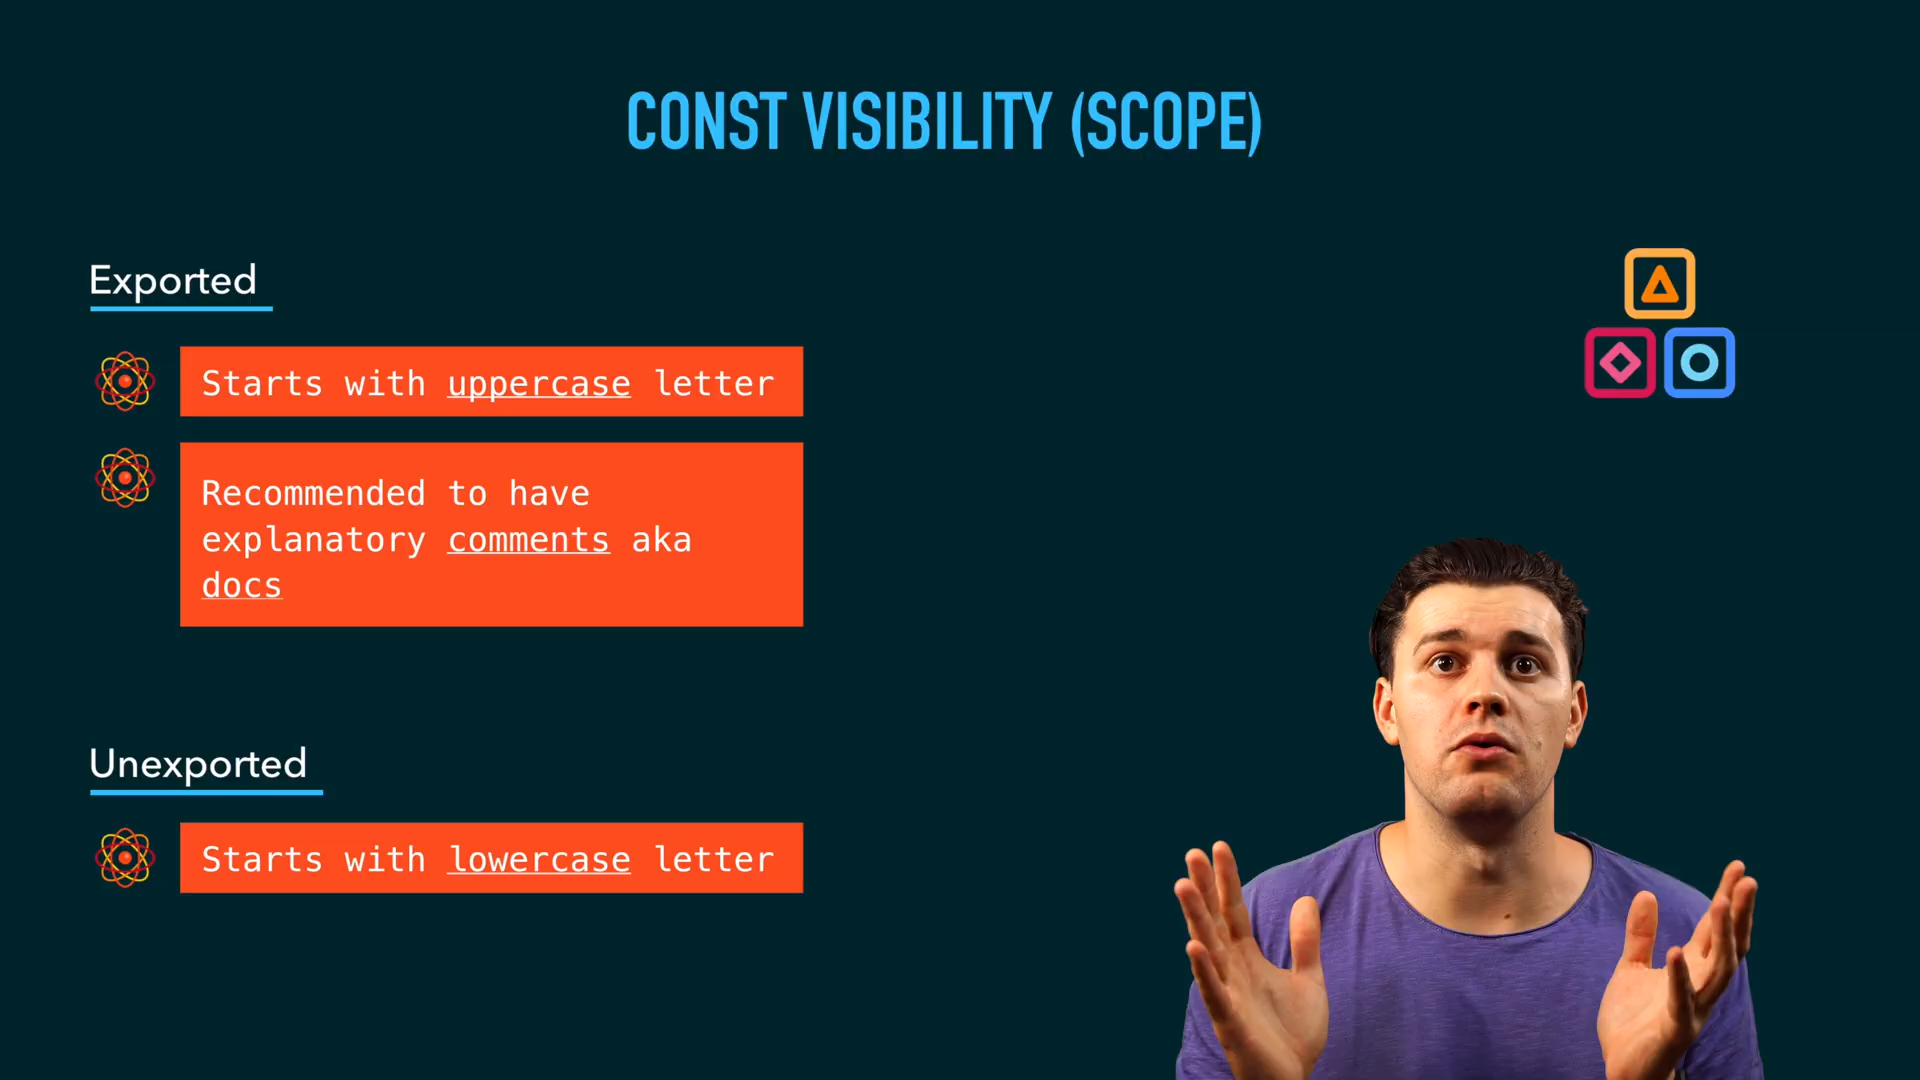 CONST VISIBILITY (SCOPE)
Exported
Starts with uppercase letter
Recommended to have
explanatory comments aka
docs
Unexported
Starts with lowercase letter